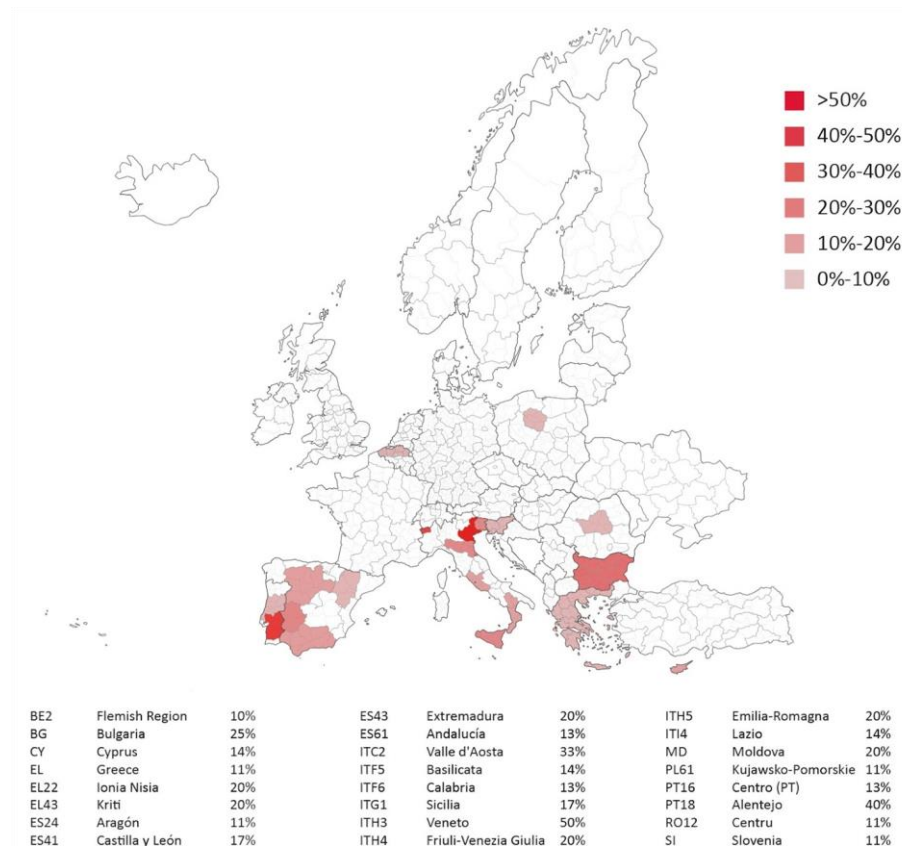 >50%
40%-50%
30%-40%
20%-30%
10%-20%
0%-10%
BE2 Flemish Region 10% ES43 Extremadura 20% ITH5 Emilia-Romagna 20%
BG Bulgaria 25% ES61 Andalucía 13% ITI4 Lazio 14%
CY Cyprus 14% ITC2 Valle d'Aosta 33% MD Moldova 20%
EL Greece 11% ITF5 Basilicata 14% PL61 Kujawsko-Pomorskie 11%
EL22 Ionia Nisia 20% ITF6 Calabria 13% PT16 Centro (PT) 13%
EL43 Kriti 20% ITG1 Sicilia 17% PT18 Alentejo 40%
ES24 Aragón 11% ITH3 Veneto 50% RO12 Centru 11%
ES41 Castilla y León 17% ITH4 Friuli-Venezia Giulia 20% SI Slovenia 11%